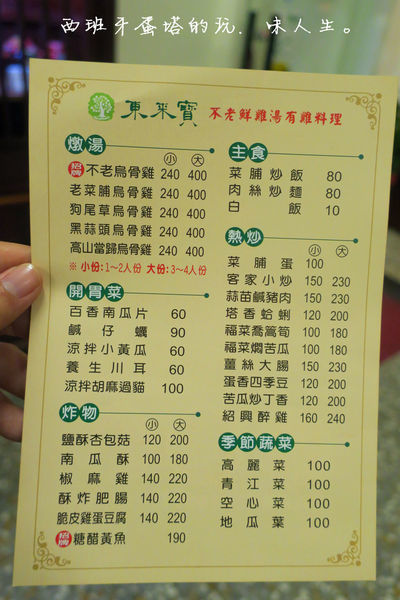 西班牙蛋塔的玩．味人生。
東來寶 不老鮮雞湯有雞料理
燉湯 小 大
招牌 不老烏骨雞 240 400
老菜脯烏骨雞 240 400
狗尾草烏骨雞 240 400
黑蒜頭烏骨雞 240 400
高山當歸烏骨雞 240 400
※ 小份:1～2人份 大份:3～4人份
開胃菜
百香南瓜片 60
鹹仔蠣 90
涼拌小黃瓜 60
養生川耳 60
涼拌胡麻過貓 100
炸物 小 大
鹽酥杏包菇 120 200
南瓜酥 100 180
椒麻雞 140 220
酥炸肥腸 140 220
脆皮雞蛋豆腐 140 220
招牌 糖醋黃魚 190
主食
菜脯炒飯 80
肉絲炒麵 80
白飯 10
熱炒 小 大
菜脯蛋 100
客家小炒 150 230
蒜苗鹹豬肉 150 230
塔香蛤蜊 100 200
福菜蕎筍 100 180
福菜燜苦瓜 100 180
薑絲大腸 150 230
蛋香四季豆 120 200
苦瓜炒丁香 120 200
紹興醉雞 160 240
季節蔬菜
高麗菜 100
青江菜 100
空心菜 100
地瓜葉 100